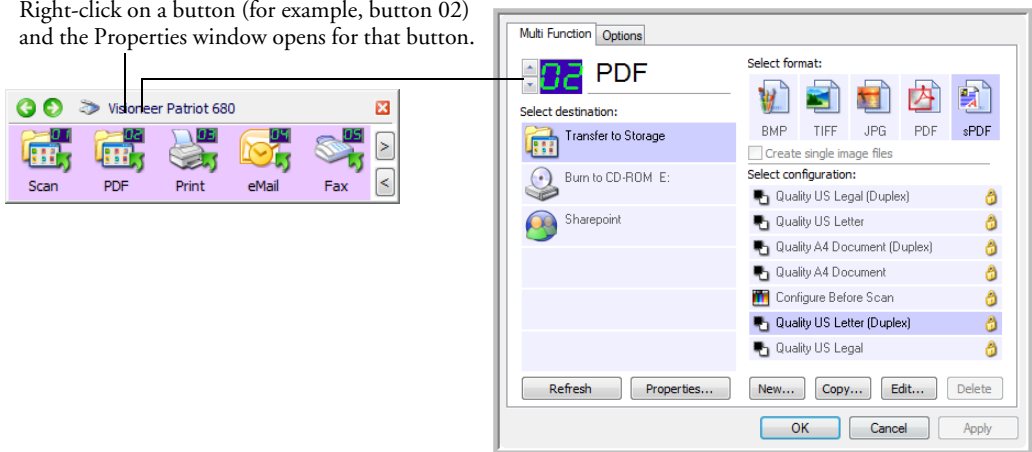 Right-click on a button (for example, button 02)
and the Properties window opens for that button.
Visioneer Patriot 680
01 02 03 04 05
Scan PDF Print eMail Fax
> <
Multi Function Options
02 PDF
Select destination:
Transfer to Storage
Burn to CD-ROM E:
Sharepoint
Refresh Properties...
Select format:
BMP TIFF JPG PDF sPDF
Create single image files
Select configuration:
Quality US Legal (Duplex)
Quality US Letter
Quality A4 Document (Duplex)
Quality A4 Document
Configure Before Scan
Quality US Letter (Duplex)
Quality US Legal
New... Copy... Edit... Delete
OK Cancel Apply